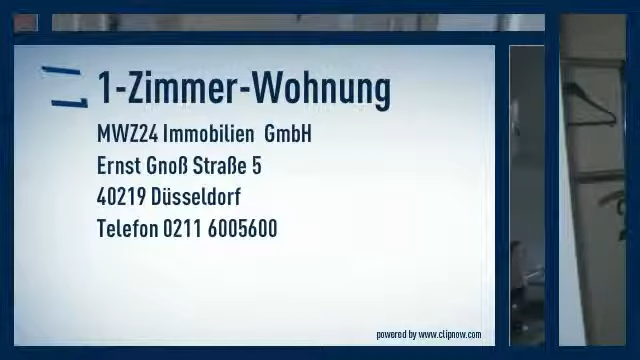 1-Zimmer-Wohnung
MWZ24 Immobilien GmbH
Ernst Gnoß Straße 5
40219 Düsseldorf
Telefon 0211 6005600
powered by www.clipnow.com